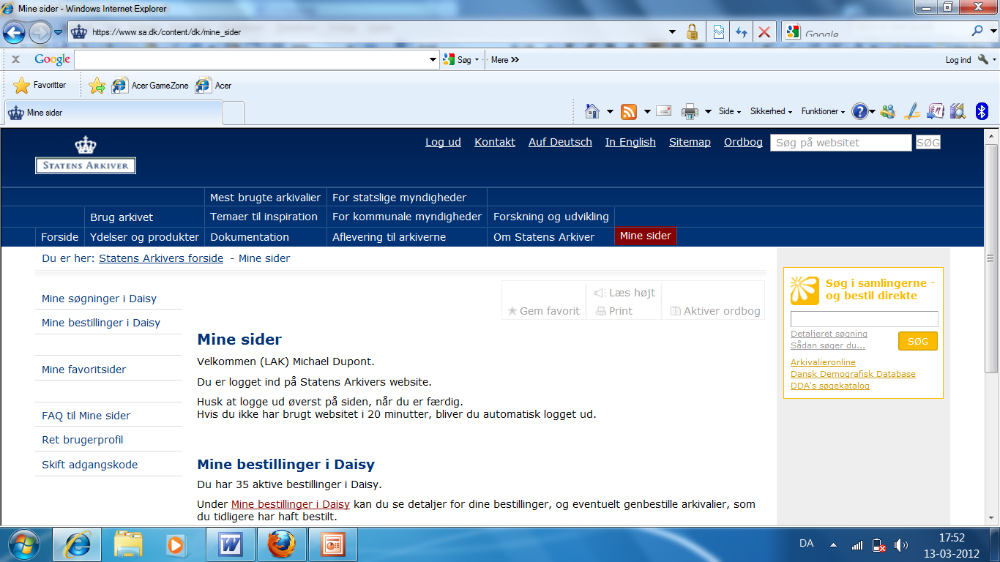 Mine sider - Windows Internet Explorer
https://www.sa.dk/content/dk/mine_sider
Google
X Google Søg Mere >> Log ind
Favoritter Acer GameZone Acer
Mine sider Side Sikkerhed Funktioner
Log ud Kontakt Auf Deutsch In English Sitemap Ordbog Søg på websitet SØG
STATENS ARKIVER
Mest brugte arkivalier For statslige myndigheder
Brug arkivet Temaer til inspiration For kommunale myndigheder Forskning og udvikling
Forside Ydelser og produkter Dokumentation Aflevering til arkiverne Om Statens Arkiver Mine sider
Du er her: Statens Arkivers forside - Mine sider
Mine søgninger i Daisy
Mine bestillinger i Daisy
Mine favoritsider
FAQ til Mine sider
Ret brugerprofil
Skift adgangskode
Læs højt
Gem favorit Print Aktiver ordbog
Mine sider
Velkommen (LAK) Michael Dupont.
Du er logget ind på Statens Arkivers website.
Husk at logge ud øverst på siden, når du er færdig.
Hvis du ikke har brugt websitet i 20 minutter, bliver du automatisk logget ud.
Mine bestillinger i Daisy
Du har 35 aktive bestillinger i Daisy.
Under Mine bestillinger i Daisy kan du se detaljer for dine bestillinger, og eventuelt genbestille arkivalier, som
du tidligere har haft bestilt.
Søg i samlingerne -
og bestil direkte
Detaljeret søgning
Sådan søger du...
SØG
Arkivalieronline
Dansk Demografisk Database
DDA's søgekatalog
DA
17:52
13-03-2012